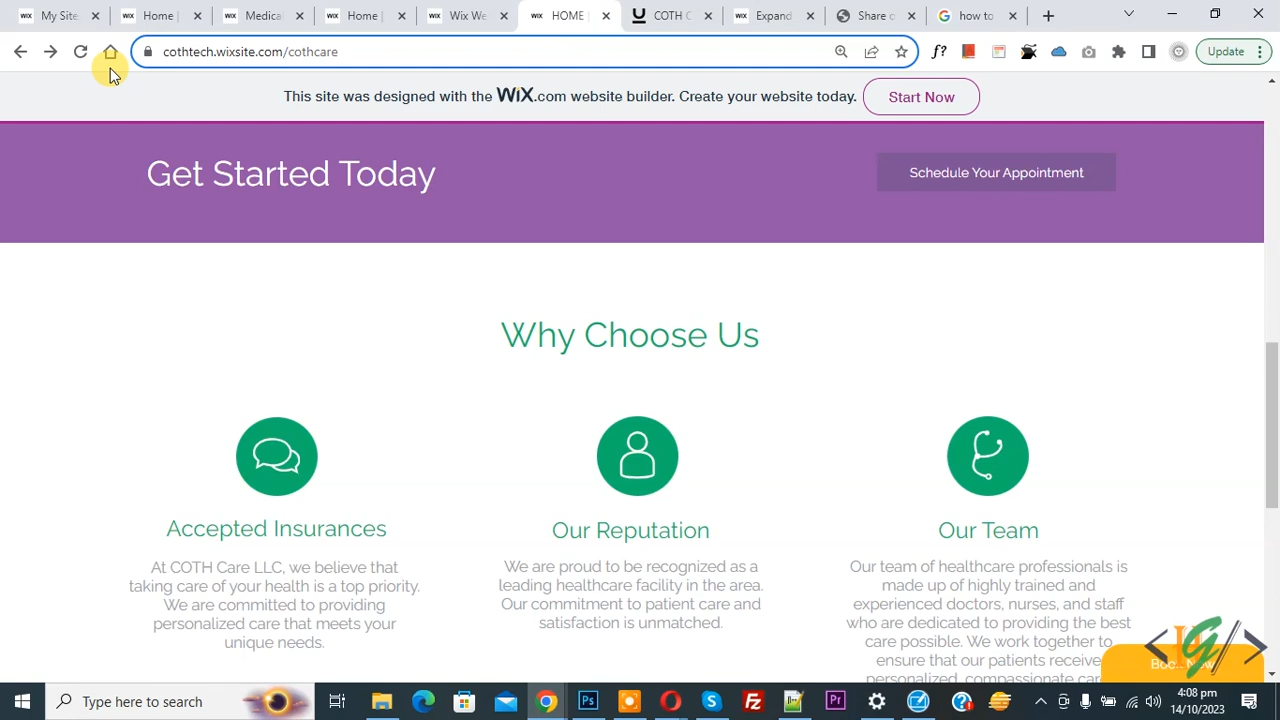 My Site
Home |
Medical
Home |
Wix We
HOME |
COTH C
Expand
Share o
how to
cothtech.wixsite.com/cothcare
f?
Update
This site was designed with the WiX.com website builder. Create your website today.
Start Now
Get Started Today
Schedule Your Appointment
Why Choose Us
Accepted Insurances
Our Reputation
Our Team
At COTH Care LLC, we believe that
taking care of your health is a top priority.
We are committed to providing
personalized care that meets your
unique needs.
We are proud to be recognized as a
leading healthcare facility in the area.
Our commitment to patient care and
satisfaction is unmatched.
Our team of healthcare professionals is
made up of highly trained and
experienced doctors, nurses, and staff
who are dedicated to providing the best
care possible. We work together to
ensure that our patients receive
personalized, compassionate care
Type here to search
4:08 pm
14/10/2023